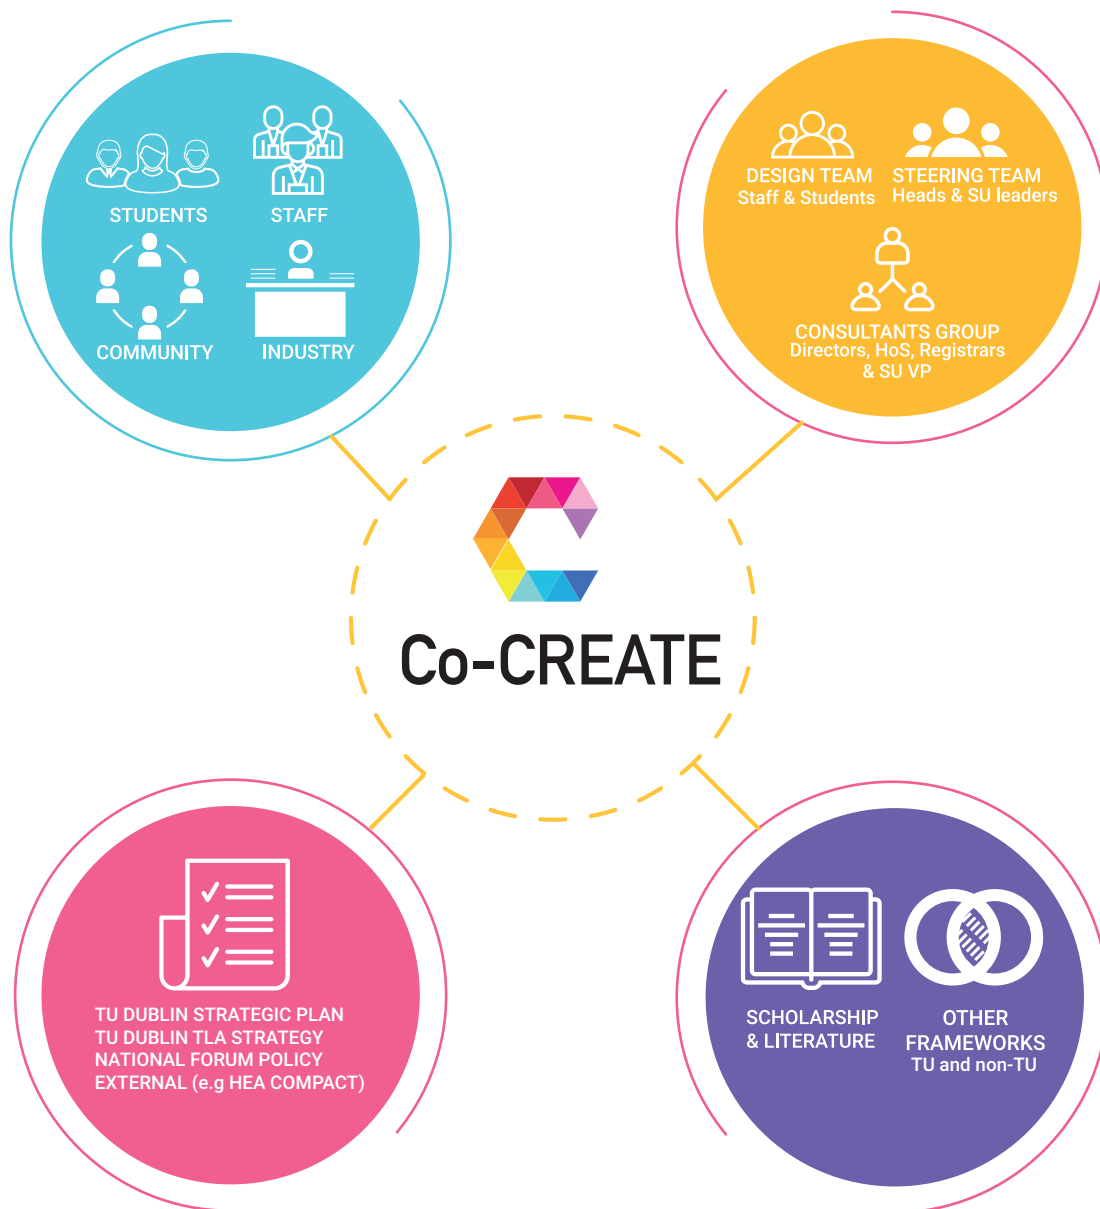 STUDENTS
STAFF
COMMUNITY
INDUSTRY
DESIGN TEAM
Staff & Students
STEERING TEAM
Heads & SU leaders
CONSULTANTS GROUP
Directors, HoS, Registrars
& SU VP
Co-CREATE
TU DUBLIN STRATEGIC PLAN
TU DUBLIN TLA STRATEGY
NATIONAL FORUM POLICY
EXTERNAL (e.g HEA COMPACT)
SCHOLARSHIP
& LITERATURE
OTHER
FRAMEWORKS
TU and non-TU